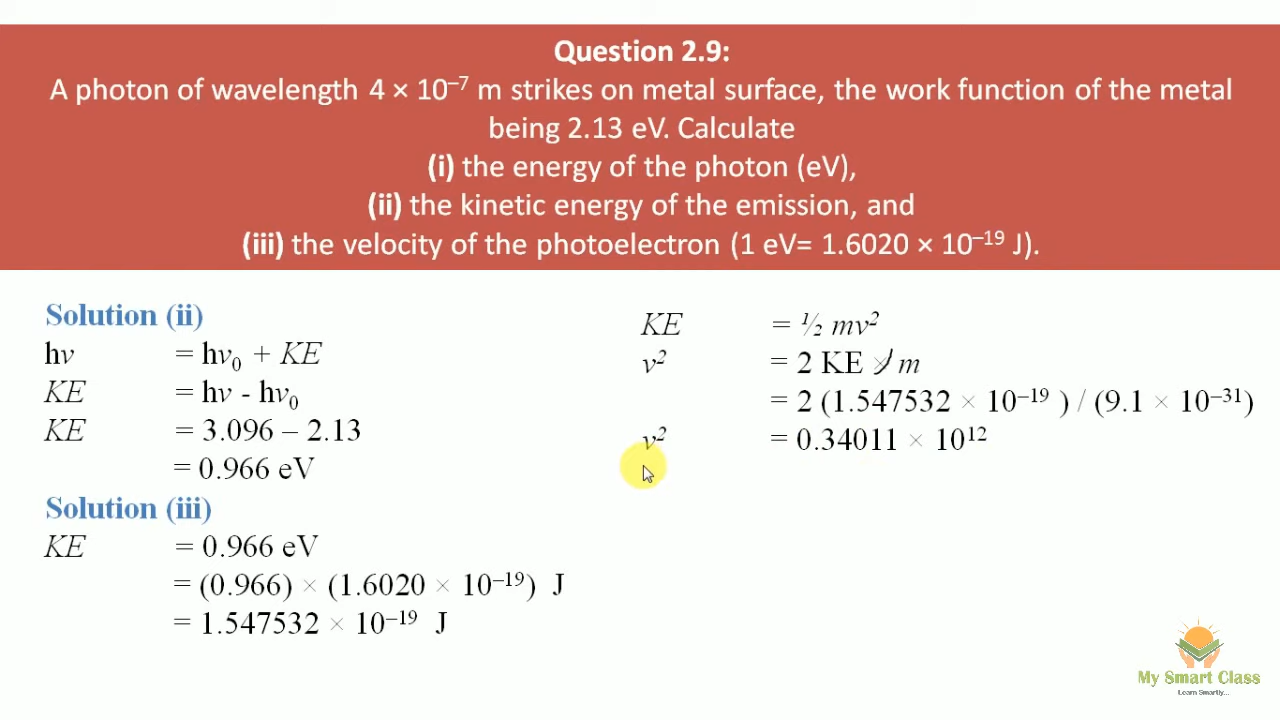 Question 2.9:
A photon of wavelength 4 × 10⁻⁷ m strikes on metal surface, the work function of the metal
being 2.13 eV. Calculate
(i) the energy of the photon (eV),
(ii) the kinetic energy of the emission, and
(iii) the velocity of the photoelectron (1 eV= 1.6020 × 10⁻¹⁹ J).
Solution (ii)
hν = hν₀ + KE
KE = hν - hν₀
KE = 3.096 – 2.13
= 0.966 eV
Solution (iii)
KE = 0.966 eV
= (0.966) × (1.6020 × 10⁻¹⁹) J
= 1.547532 × 10⁻¹⁹ J
KE = ½ mv²
v² = 2 KE / m
= 2 (1.547532 × 10⁻¹⁹ ) / (9.1 × 10⁻³¹)
v² = 0.34011 × 10¹²
My Smart Class
Learn Smartly...